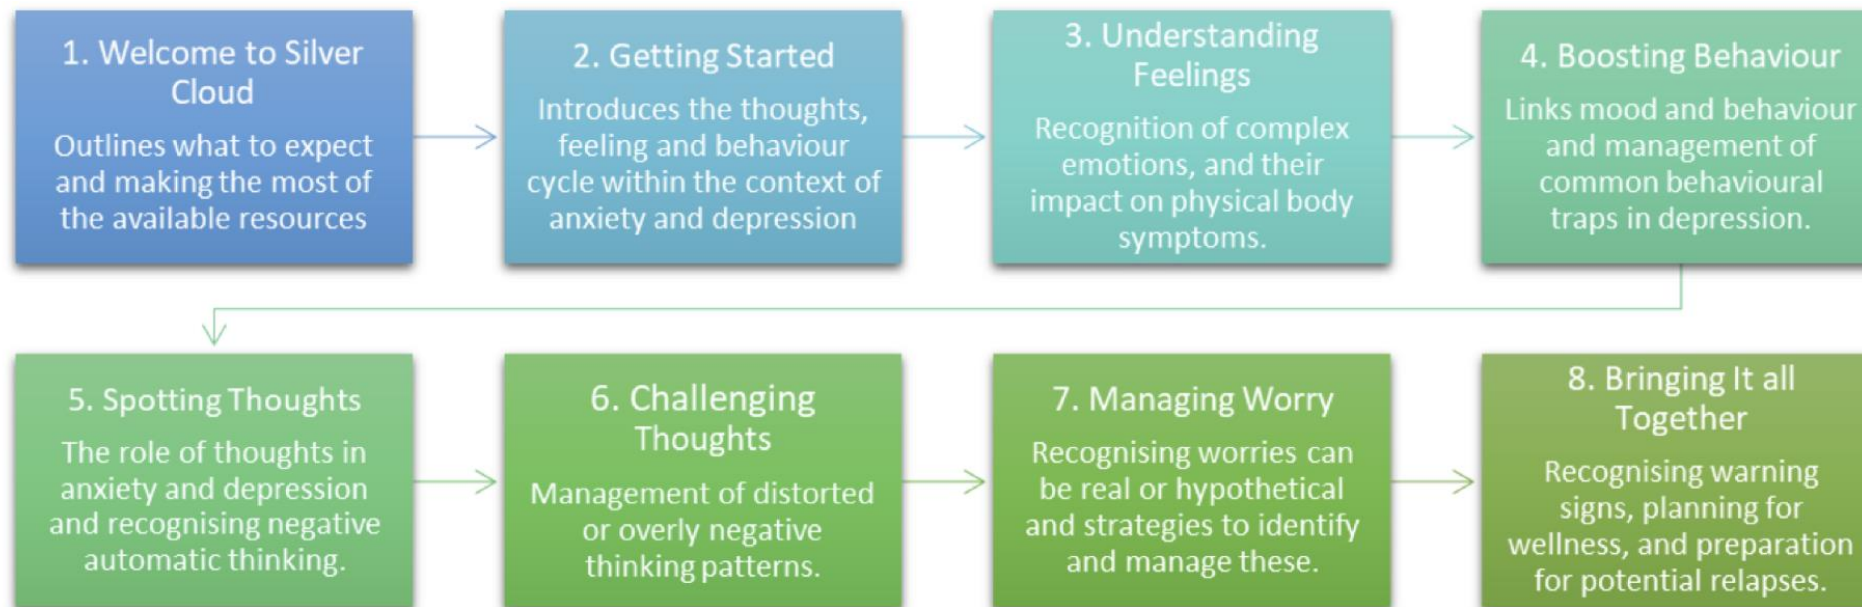 1. Welcome to Silver
Cloud
Outlines what to expect
and making the most of
the available resources
2. Getting Started
Introduces the thoughts,
feeling and behaviour
cycle within the context of
anxiety and depression
3. Understanding
Feelings
Recognition of complex
emotions, and their
impact on physical body
symptoms.
4. Boosting Behaviour
Links mood and behaviour
and management of
common behavioural
traps in depression.
5. Spotting Thoughts
The role of thoughts in
anxiety and depression
and recognising negative
automatic thinking.
6. Challenging
Thoughts
Management of distorted
or overly negative
thinking patterns.
7. Managing Worry
Recognising worries can
be real or hypothetical
and strategies to identify
and manage these.
8. Bringing It all
Together
Recognising warning
signs, planning for
wellness, and preparation
for potential relapses.